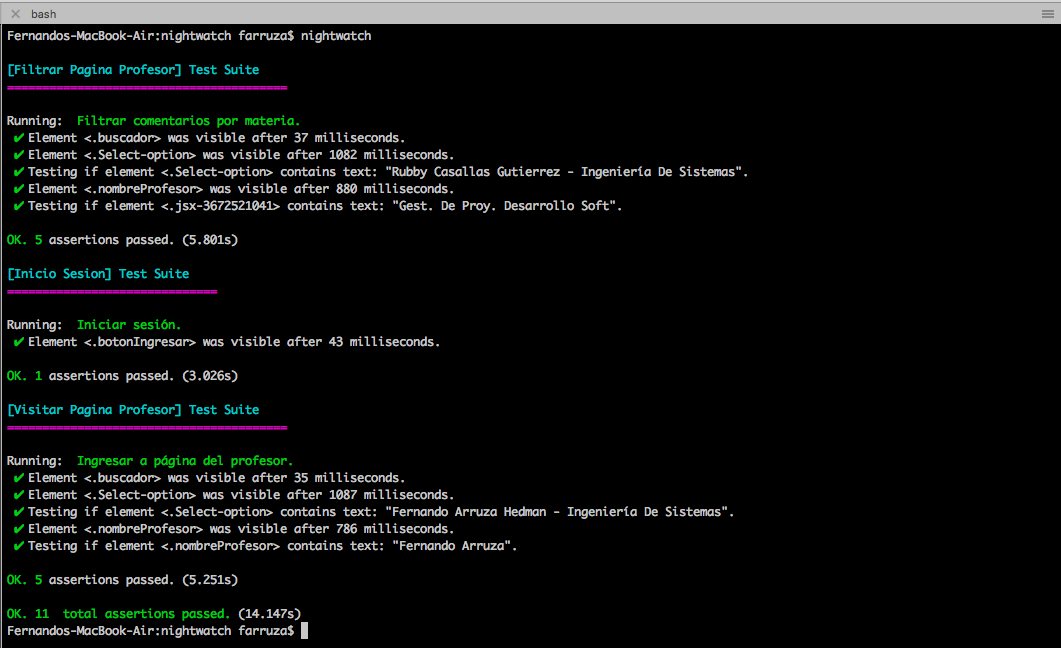 bash
Fernandos-MacBook-Air:nightwatch farruza$ nightwatch
[Filtrar Pagina Profesor] Test Suite
========================================
Running:  Filtrar comentarios por materia.
✔ Element <.buscador> was visible after 37 milliseconds.
✔ Element <.Select-option> was visible after 1082 milliseconds.
✔ Testing if element <.Select-option> contains text: "Rubby Casallas Gutierrez - Ingeniería De Sistemas".
✔ Element <.nombreProfesor> was visible after 880 milliseconds.
✔ Testing if element <.jsx-3672521041> contains text: "Gest. De Proy. Desarrollo Soft".
OK. 5 assertions passed. (5.801s)
[Inicio Sesion] Test Suite
==============================
Running:  Iniciar sesión.
✔ Element <.botonIngresar> was visible after 43 milliseconds.
OK. 1 assertions passed. (3.026s)
[Visitar Pagina Profesor] Test Suite
========================================
Running:  Ingresar a página del profesor.
✔ Element <.buscador> was visible after 35 milliseconds.
✔ Element <.Select-option> was visible after 1087 milliseconds.
✔ Testing if element <.Select-option> contains text: "Fernando Arruza Hedman - Ingeniería De Sistemas".
✔ Element <.nombreProfesor> was visible after 786 milliseconds.
✔ Testing if element <.nombreProfesor> contains text: "Fernando Arruza".
OK. 5 assertions passed. (5.251s)
OK. 11  total assertions passed. (14.147s)
Fernandos-MacBook-Air:nightwatch farruza$